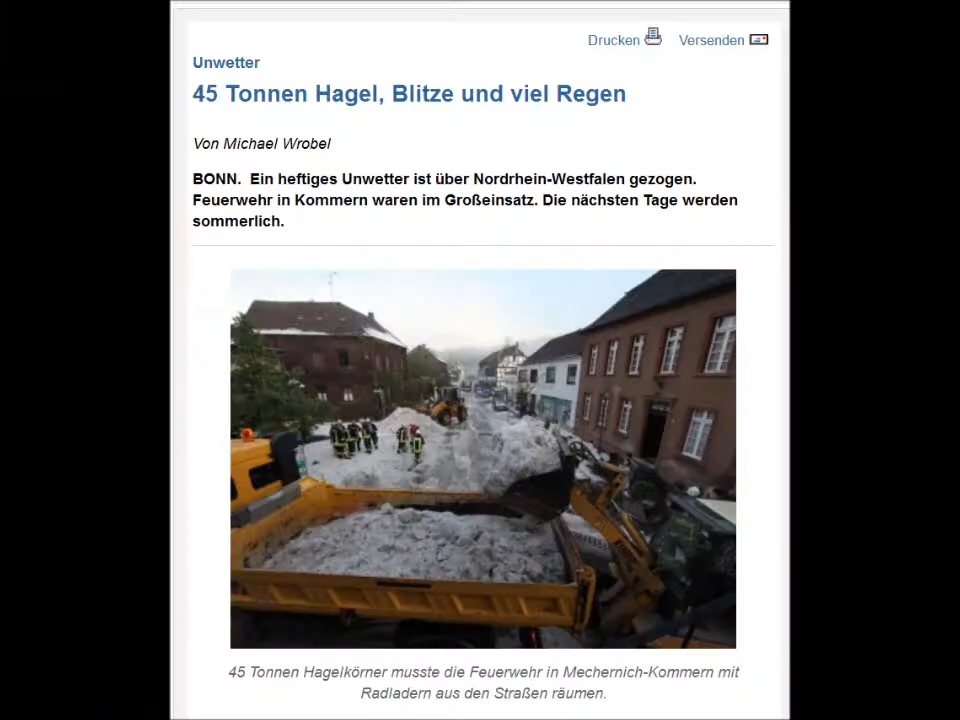 Drucken Versenden
Unwetter
45 Tonnen Hagel, Blitze und viel Regen
Von Michael Wrobel
BONN. Ein heftiges Unwetter ist über Nordrhein-Westfalen gezogen.
Feuerwehr in Kommern waren im Großeinsatz. Die nächsten Tage werden
sommerlich.
45 Tonnen Hagelkörner musste die Feuerwehr in Mechernich-Kommern mit
Radladern aus den Straßen räumen.